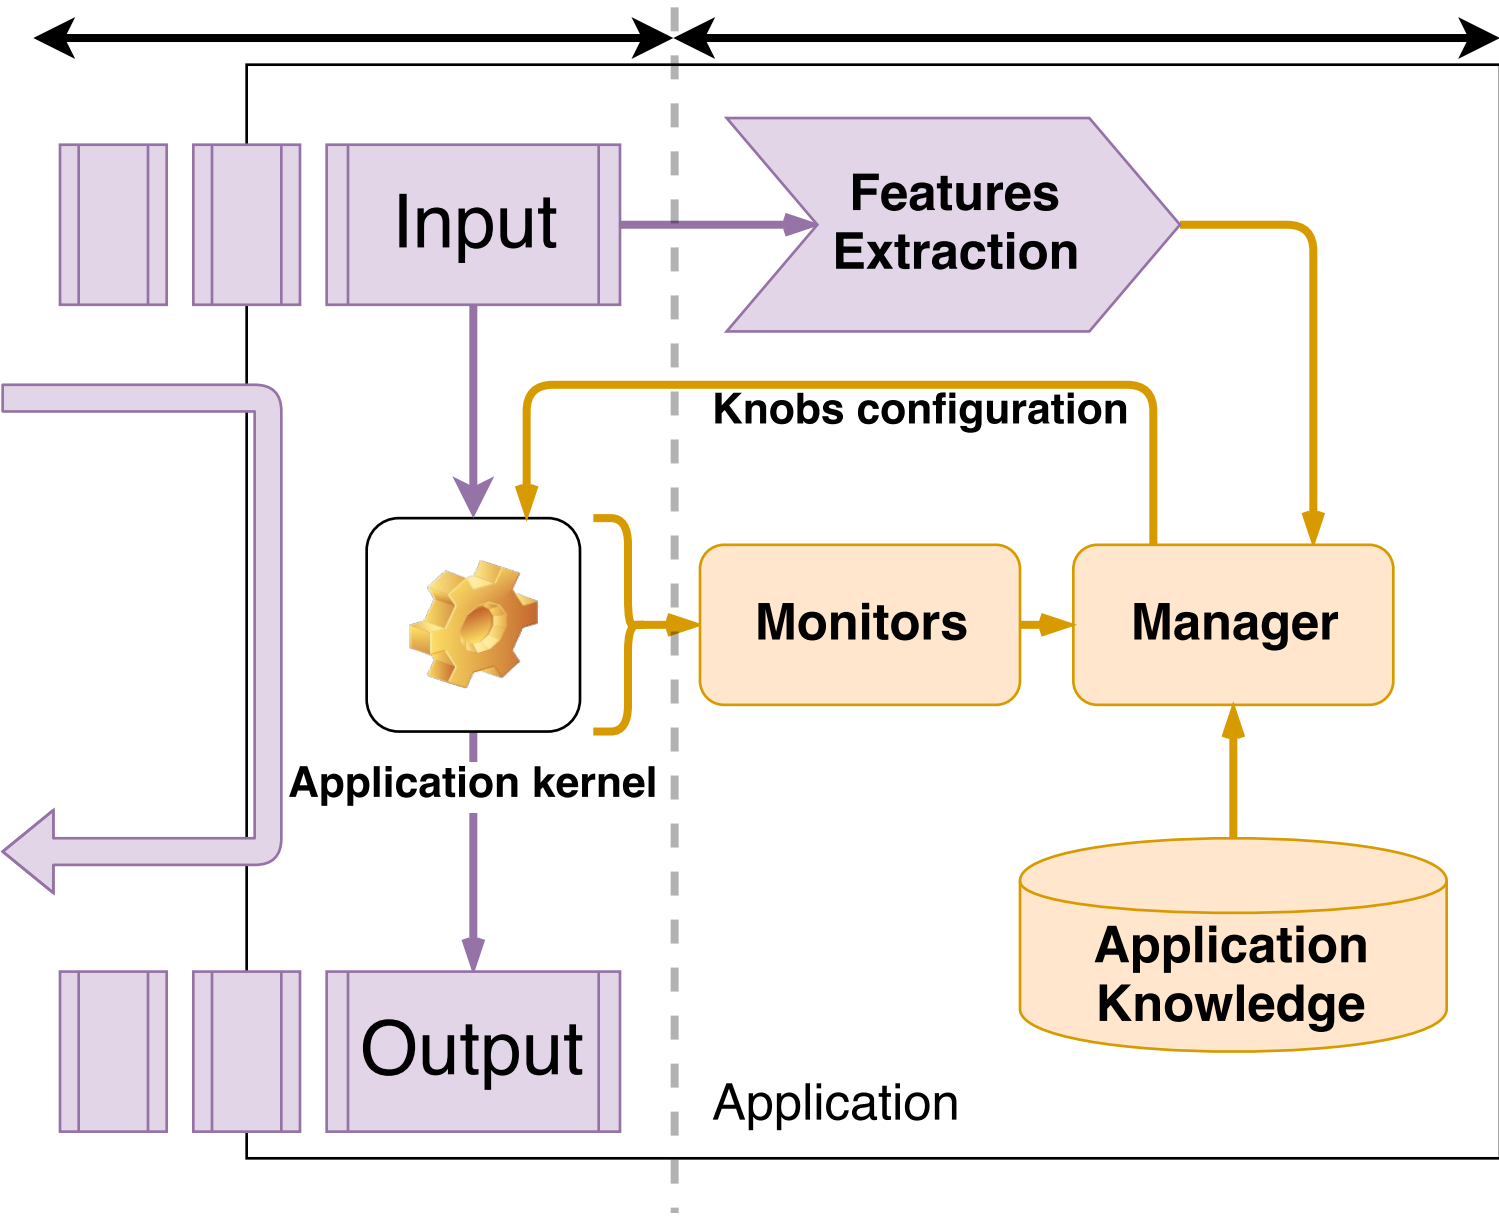 Input
Features
Extraction
Knobs configuration
Monitors
Manager
Application kernel
Application
Knowledge
Output
Application